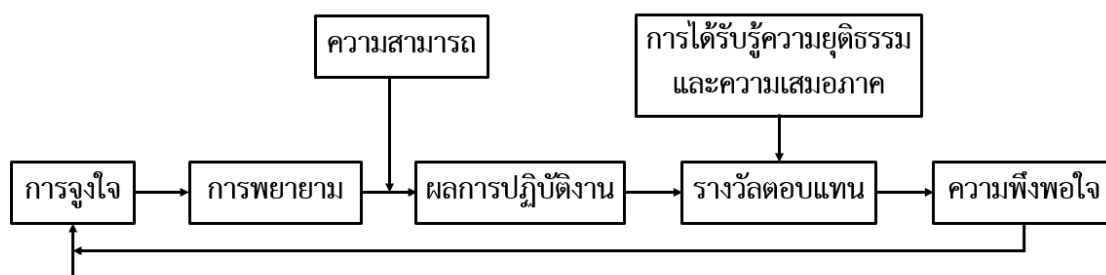 ความสามารถ
การได้รับรู้ความยุติธรรม
และความเสมอภาค
การจูงใจ
การพยายาม
ผลการปฏิบัติงาน
รางวัลตอบแทน
ความพึงพอใจ